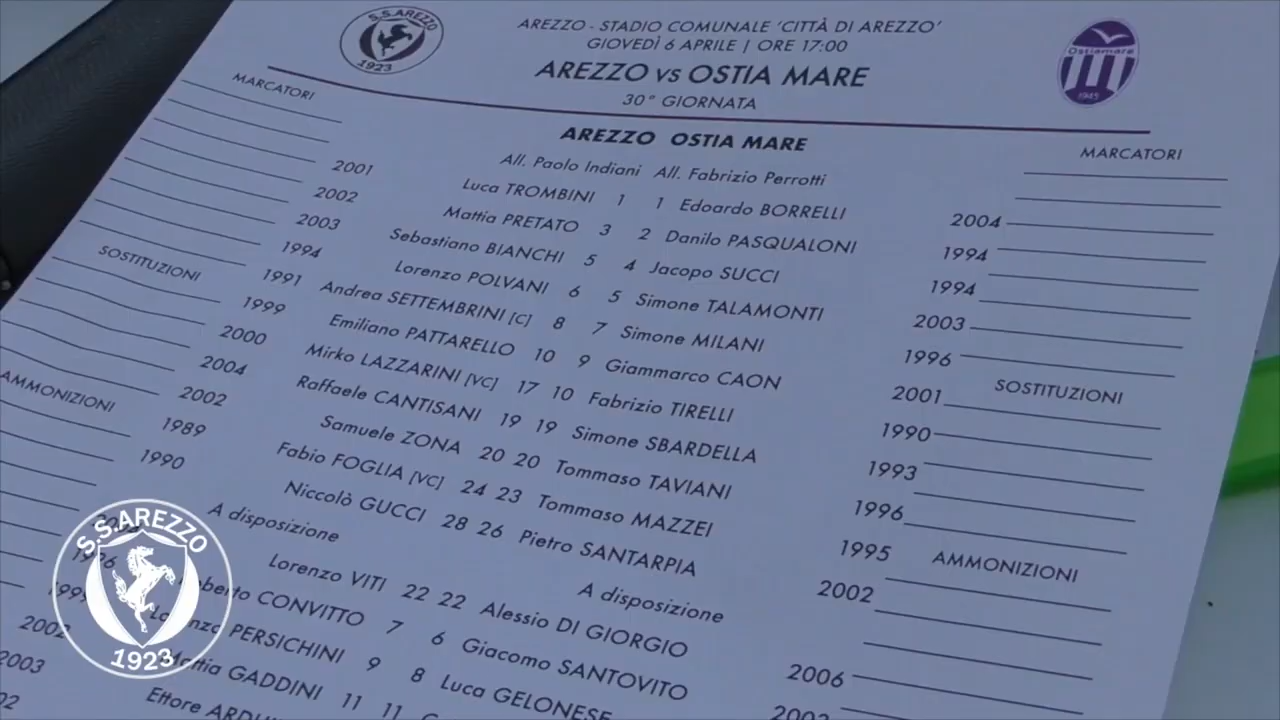 S.S. AREZZO
1923
AREZZO - STADIO COMUNALE 'CITTÀ DI AREZZO'
GIOVEDÌ 6 APRILE | ORE 17:00
AREZZO vs OSTIA MARE
30° GIORNATA
Ostiamare
1945
MARCATORI
AREZZO OSTIA MARE
MARCATORI
All. Paolo Indiani All. Fabrizio Perrotti
2001 Luca TROMBINI 1 1 Edoardo BORRELLI 2004
2002 Mattia PRETATO 3 2 Danilo PASQUALONI 1994
2003 Sebastiano BIANCHI 5 4 Jacopo SUCCI 1994
1994 Lorenzo POLVANI 6 5 Simone TALAMONTI 2003
SOSTITUZIONI
1991 Andrea SETTEMBRINI [C] 8 7 Simone MILANI 1996
1999 Emiliano PATTARELLO 10 9 Giammarco CAON 2001
SOSTITUZIONI
2000 Mirko LAZZARINI [VC] 17 10 Fabrizio TIRELLI 1990
2004 Raffaele CANTISANI 19 19 Simone SBARDELLA 1993
2002 Samuele ZONA 20 20 Tommaso TAVIANI 1996
AMMONIZIONI
1989 Fabio FOGLIA [VC] 24 23 Tommaso MAZZEI 1995
1990 Niccolò GUCCI 28 26 Pietro SANTARPIA 2002
AMMONIZIONI
A disposizione A disposizione
Lorenzo VITI 22 22 Alessio DI GIORGIO 2006
CONVITTO 7 6 Giacomo SANTOVITO
PERSICHINI 9 8 Luca GELONESE
2002 Mattia GADDINI 11 11
2003 Ettore
S.S. AREZZO
1923